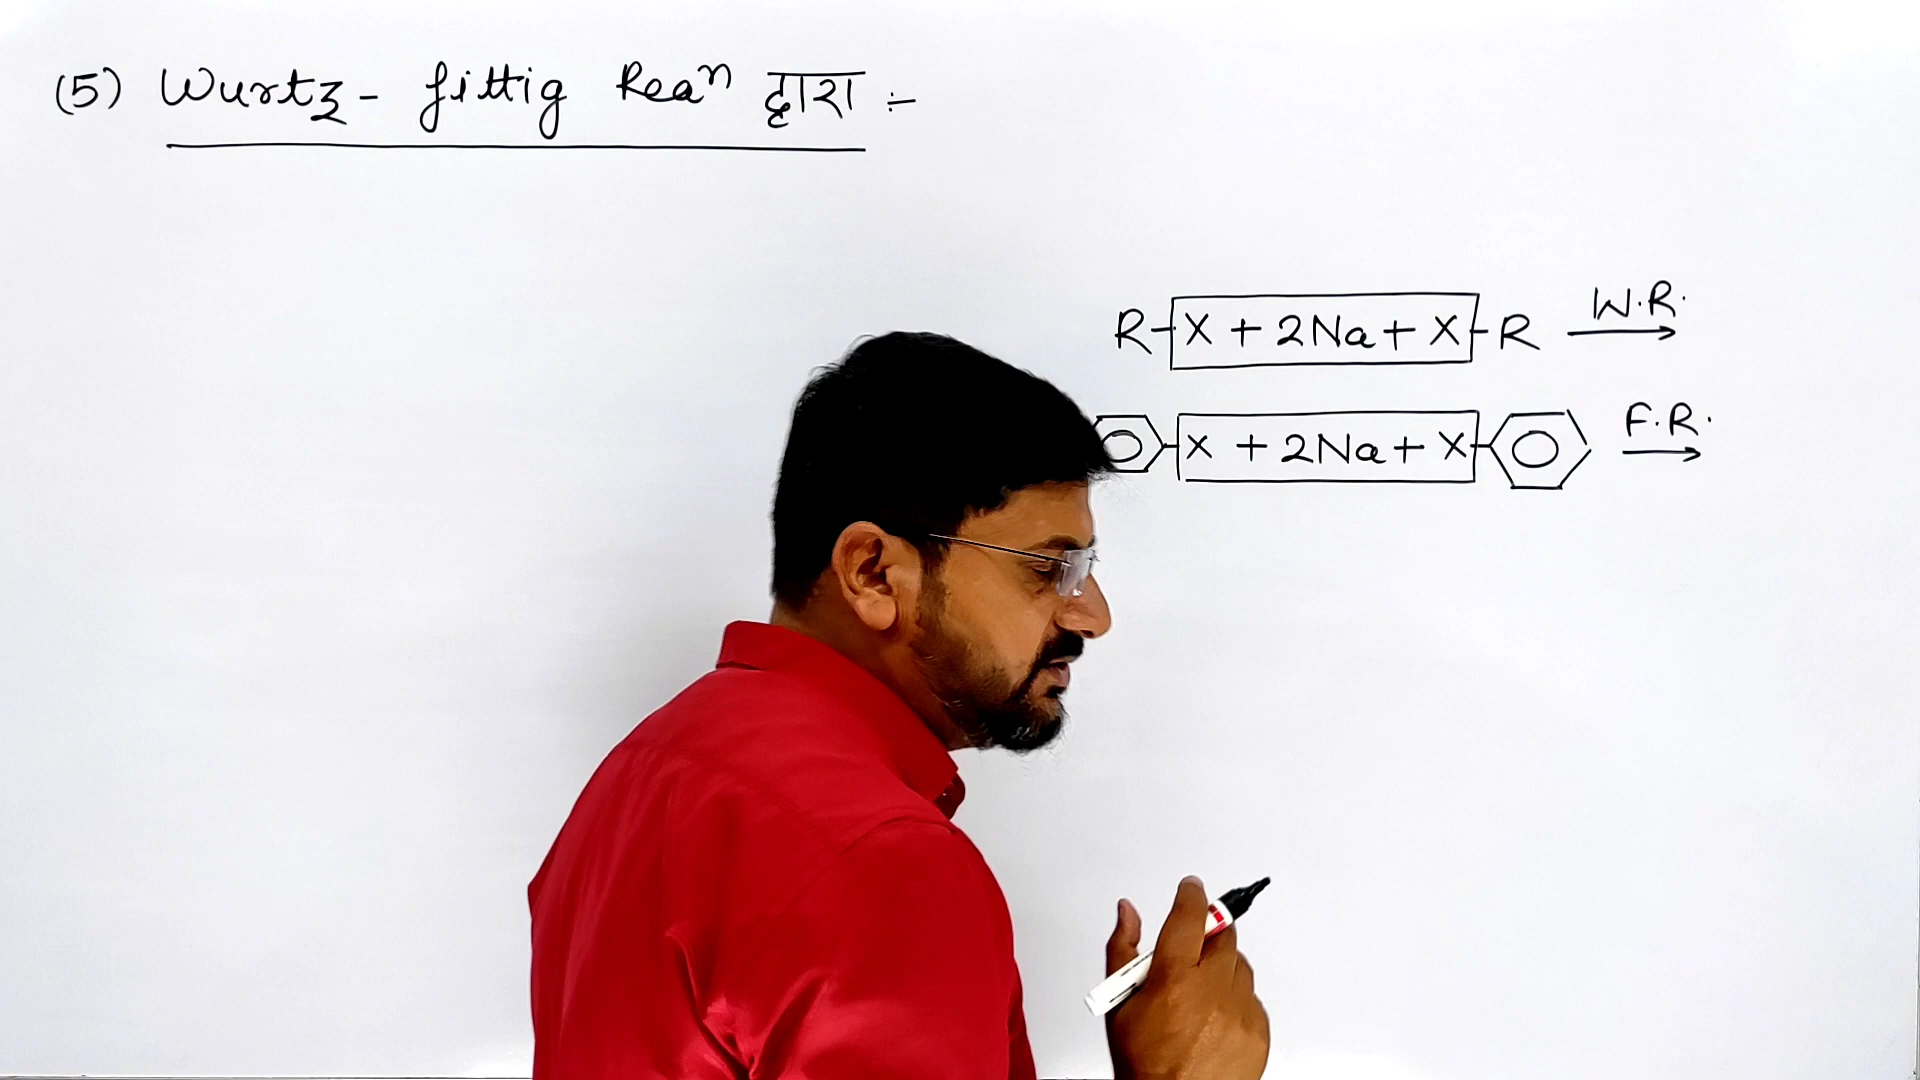 (5) Wurtz - fittig Reaⁿ द्वारा :-
R-X + 2Na + X-R W.R.
X + 2Na + X F.R.